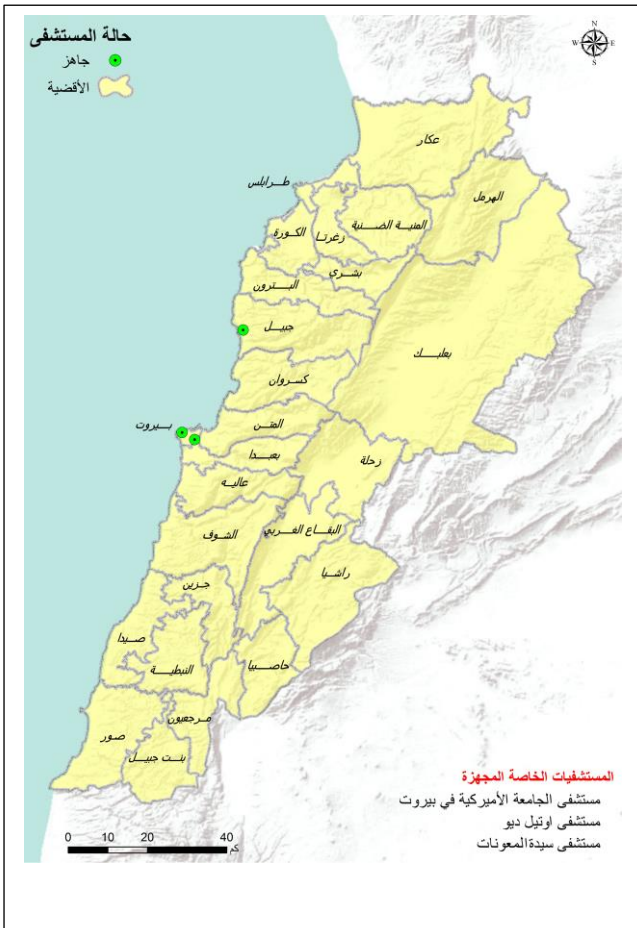 حالة المستشفى
جاهز
الأقضية
N
W E
S
عكار
طرابلس
الهرمل
المنية الضنية
زغرتا
الكورة
بشري
البترون
جبيل
بعلبك
كسروان
بيروت
المتن
بعبدا
زحلة
عاليه
البقاع الغربي
الشوف
راشيا
جزين
صيدا
حاصبيا
النبطية
مرجعيون
صور
بنت جبيل
المستشفيات الخاصة المجهزة
مستشفى الجامعة الأميركية في بيروت
مستشفى اوتيل ديو
مستشفى سيدة المعونات
0 10 20 40
كم